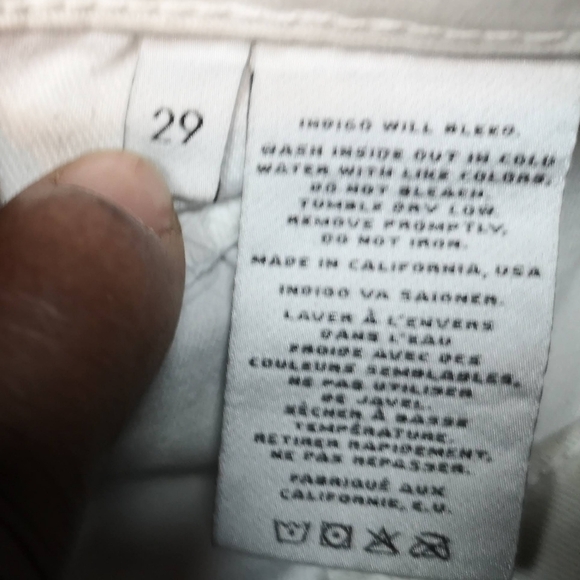 29
INDIGO WILL BLEED.
WASH INSIDE OUT IN COLD
WATER WITH LIKE COLORS.
DO NOT BLEACH.
TUMBLE DRY LOW.
REMOVE PROMPTLY,
DO NOT IRON.
MADE IN CALIFORNIA, USA
INDIGO VA SAIGNER.
LAVER À L'ENVERS
DANS L'EAU
FROIDE AVEC DES
COULEURS SEMBLABLES,
NE PAS UTILISER
DE JAVEL.
SÉCHER À BASSE
TEMPÉRATURE.
RETIRER RAPIDEMENT,
NE PAS REPASSER.
FABRIQUÉ AUX
CALIFORNIE, É.U.